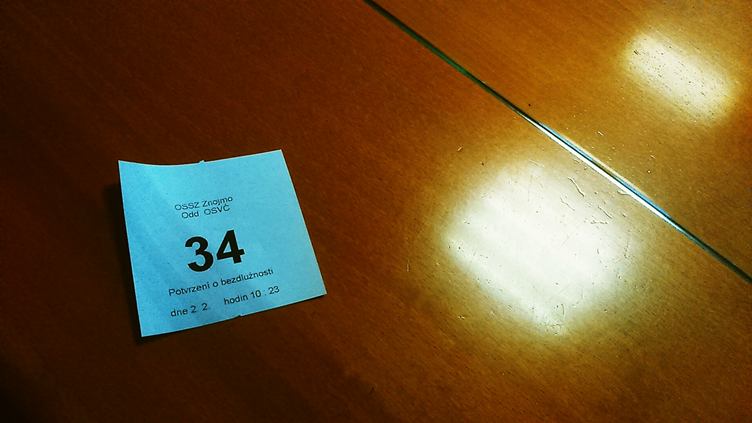 OSSZ Znojmo
Odd OSVČ
34
Potvrzení o bezdlužnosti
dne 2. 2. hodin 10 : 23